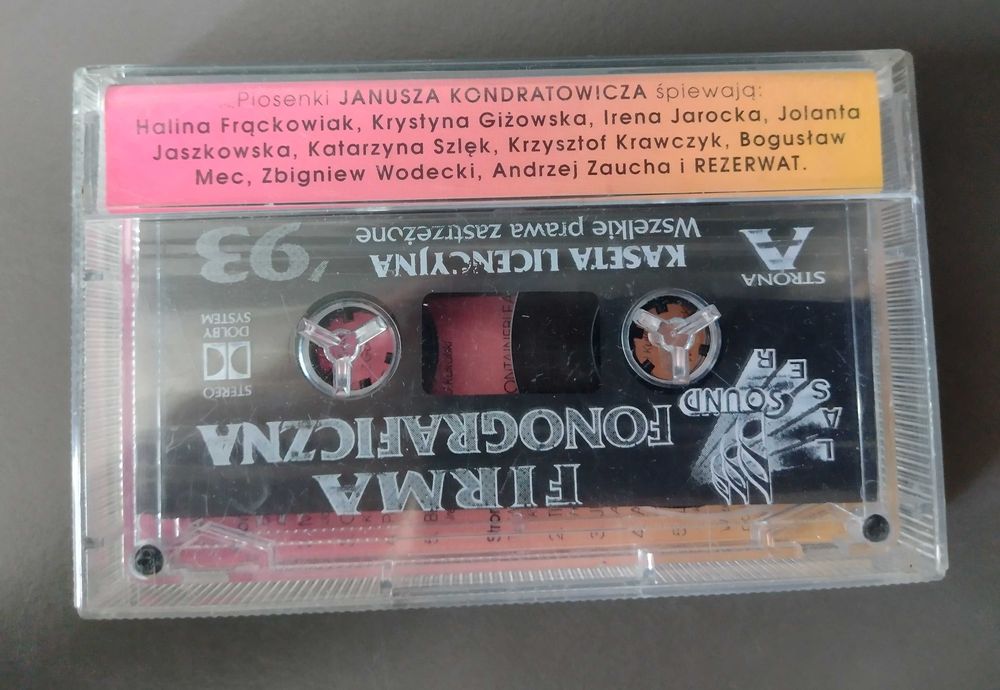 „Piosenki JANUSZA KONDRATOWICZA śpiewają:
Halina Frąckowiak, Krystyna Giżowska, Irena Jarocka, Jolanta
Jaszkowska, Katarzyna Szlęk, Krzysztof Krawczyk, Bogusław
Mec, Zbigniew Wodecki, Andrzej Zaucha i REZERWAT.
FIRMA
FONOGRAFICZNA
LASER
SOUND
STEREO
DOLBY
SYSTEM
STRONA
A
KASETA LICENCYJNA
Wszelkie prawa zastrzeżone
'93